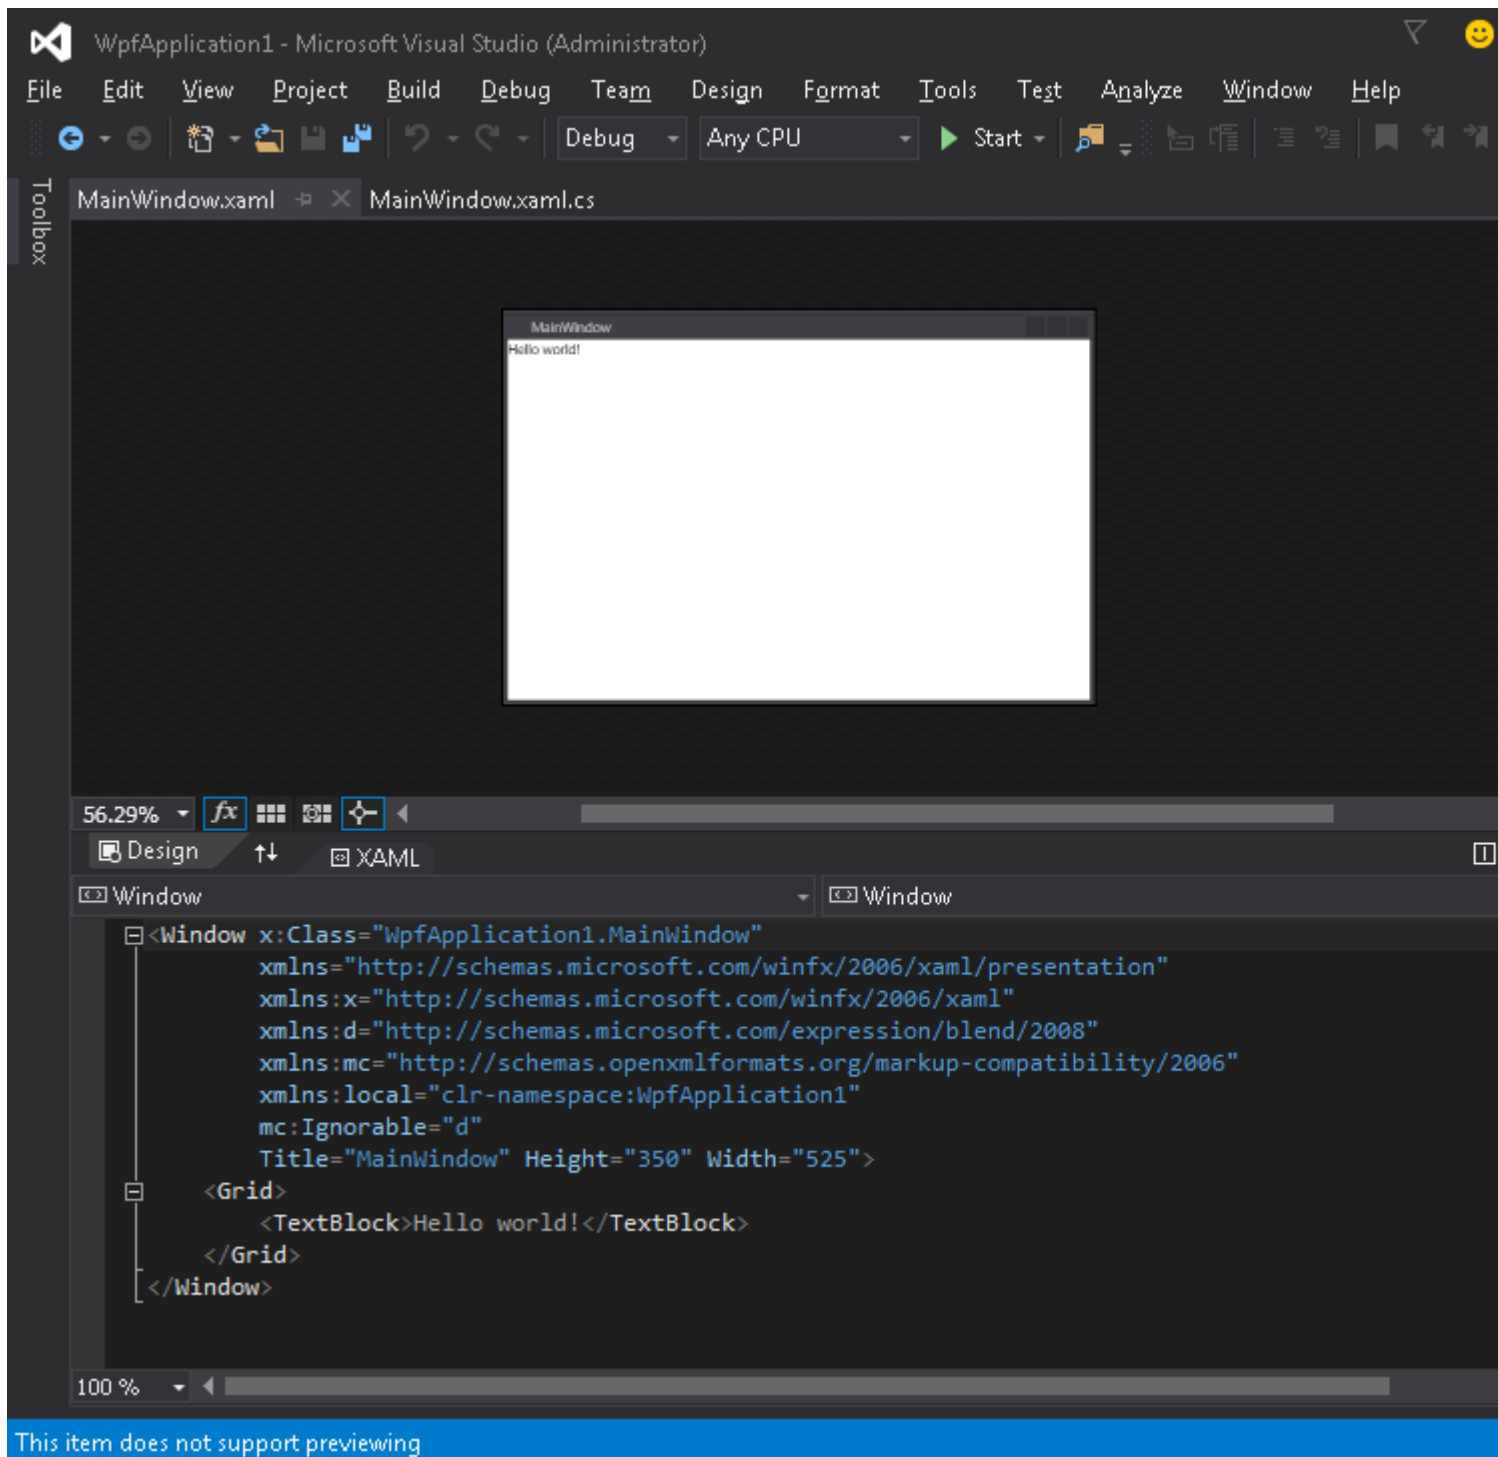 WpfApplication1 - Microsoft Visual Studio (Administrator)
File Edit View Project Build Debug Team Design Format Tools Test Analyze Window Help
Debug Any CPU Start
Toolbox
MainWindow.xaml MainWindow.xaml.cs
MainWindow
Hello world!
56.29% fx
Design XAML
Window Window
<Window x:Class="WpfApplication1.MainWindow"
xmlns="http://schemas.microsoft.com/winfx/2006/xaml/presentation"
xmlns:x="http://schemas.microsoft.com/winfx/2006/xaml"
xmlns:d="http://schemas.microsoft.com/expression/blend/2008"
xmlns:mc="http://schemas.openxmlformats.org/markup-compatibility/2006"
xmlns:local="clr-namespace:WpfApplication1"
mc:Ignorable="d"
Title="MainWindow" Height="350" Width="525">
<Grid>
<TextBlock>Hello world!</TextBlock>
</Grid>
</Window>
100 %
This item does not support previewing